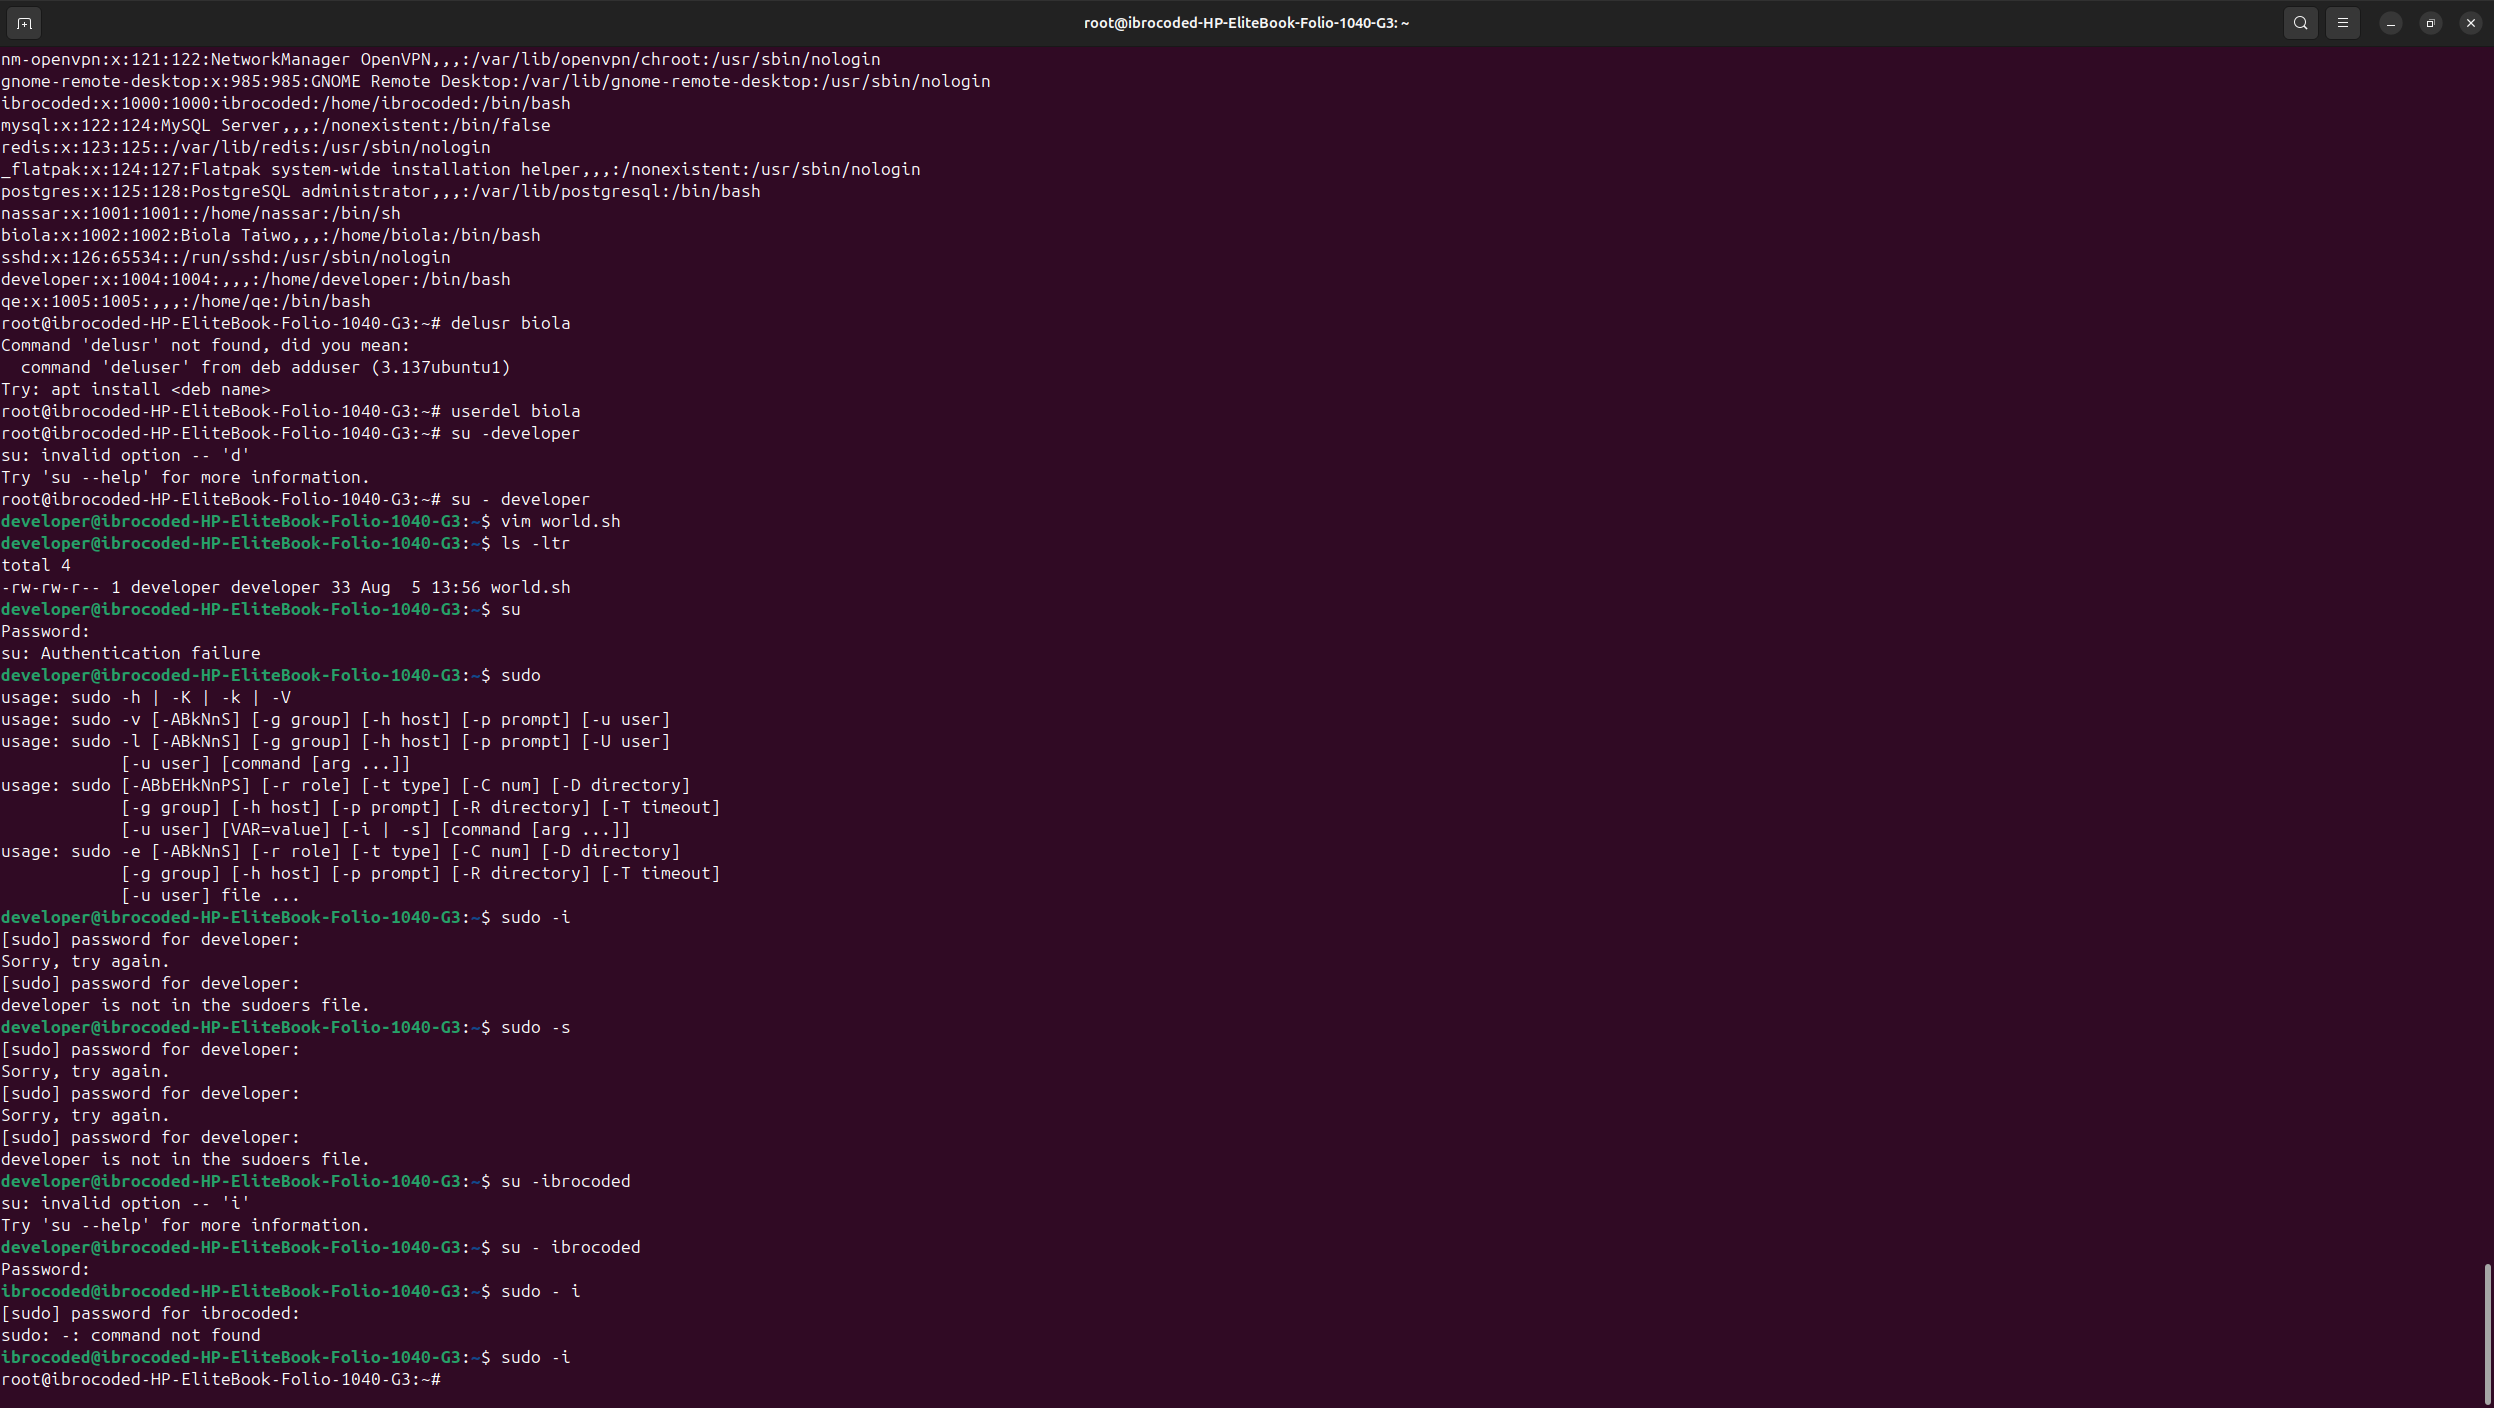 root@ibrocoded-HP-EliteBook-Folio-1040-G3: ~
nm-openvpn:x:121:122:NetworkManager OpenVPN,,,:/var/lib/openvpn/chroot:/usr/sbin/nologin
gnome-remote-desktop:x:985:985:GNOME Remote Desktop:/var/lib/gnome-remote-desktop:/usr/sbin/nologin
ibrocoded:x:1000:1000:ibrocoded:/home/ibrocoded:/bin/bash
mysql:x:122:124:MySQL Server,,,:/nonexistent:/bin/false
redis:x:123:125::/var/lib/redis:/usr/sbin/nologin
_flatpak:x:124:127:Flatpak system-wide installation helper,,,:/nonexistent:/usr/sbin/nologin
postgres:x:125:128:PostgreSQL administrator,,,:/var/lib/postgresql:/bin/bash
nassar:x:1001:1001::/home/nassar:/bin/sh
biola:x:1002:1002:Biola Taiwo,,,:/home/biola:/bin/bash
sshd:x:126:65534::/run/sshd:/usr/sbin/nologin
developer:x:1004:1004:,,,:/home/developer:/bin/bash
qe:x:1005:1005:,,,:/home/qe:/bin/bash
root@ibrocoded-HP-EliteBook-Folio-1040-G3:~# delusr biola
Command 'delusr' not found, did you mean:
  command 'deluser' from deb adduser (3.137ubuntu1)
Try: apt install <deb name>
root@ibrocoded-HP-EliteBook-Folio-1040-G3:~# userdel biola
root@ibrocoded-HP-EliteBook-Folio-1040-G3:~# su -developer
su: invalid option -- 'd'
Try 'su --help' for more information.
root@ibrocoded-HP-EliteBook-Folio-1040-G3:~# su - developer
developer@ibrocoded-HP-EliteBook-Folio-1040-G3:~$ vim world.sh
developer@ibrocoded-HP-EliteBook-Folio-1040-G3:~$ ls -ltr
total 4
-rw-rw-r-- 1 developer developer 33 Aug  5 13:56 world.sh
developer@ibrocoded-HP-EliteBook-Folio-1040-G3:~$ su
Password:
su: Authentication failure
developer@ibrocoded-HP-EliteBook-Folio-1040-G3:~$ sudo
usage: sudo -h | -K | -k | -V
usage: sudo -v [-ABkNnS] [-g group] [-h host] [-p prompt] [-u user]
usage: sudo -l [-ABkNnS] [-g group] [-h host] [-p prompt] [-U user]
            [-u user] [command [arg ...]]
usage: sudo [-ABbEHkNnPS] [-r role] [-t type] [-C num] [-D directory]
            [-g group] [-h host] [-p prompt] [-R directory] [-T timeout]
            [-u user] [VAR=value] [-i | -s] [command [arg ...]]
usage: sudo -e [-ABkNnS] [-r role] [-t type] [-C num] [-D directory]
            [-g group] [-h host] [-p prompt] [-R directory] [-T timeout]
            [-u user] file ...
developer@ibrocoded-HP-EliteBook-Folio-1040-G3:~$ sudo -i
[sudo] password for developer:
Sorry, try again.
[sudo] password for developer:
developer is not in the sudoers file.
developer@ibrocoded-HP-EliteBook-Folio-1040-G3:~$ sudo -s
[sudo] password for developer:
Sorry, try again.
[sudo] password for developer:
Sorry, try again.
[sudo] password for developer:
developer is not in the sudoers file.
developer@ibrocoded-HP-EliteBook-Folio-1040-G3:~$ su -ibrocoded
su: invalid option -- 'i'
Try 'su --help' for more information.
developer@ibrocoded-HP-EliteBook-Folio-1040-G3:~$ su - ibrocoded
Password:
ibrocoded@ibrocoded-HP-EliteBook-Folio-1040-G3:~$ sudo - i
[sudo] password for ibrocoded:
sudo: -: command not found
ibrocoded@ibrocoded-HP-EliteBook-Folio-1040-G3:~$ sudo -i
root@ibrocoded-HP-EliteBook-Folio-1040-G3:~#